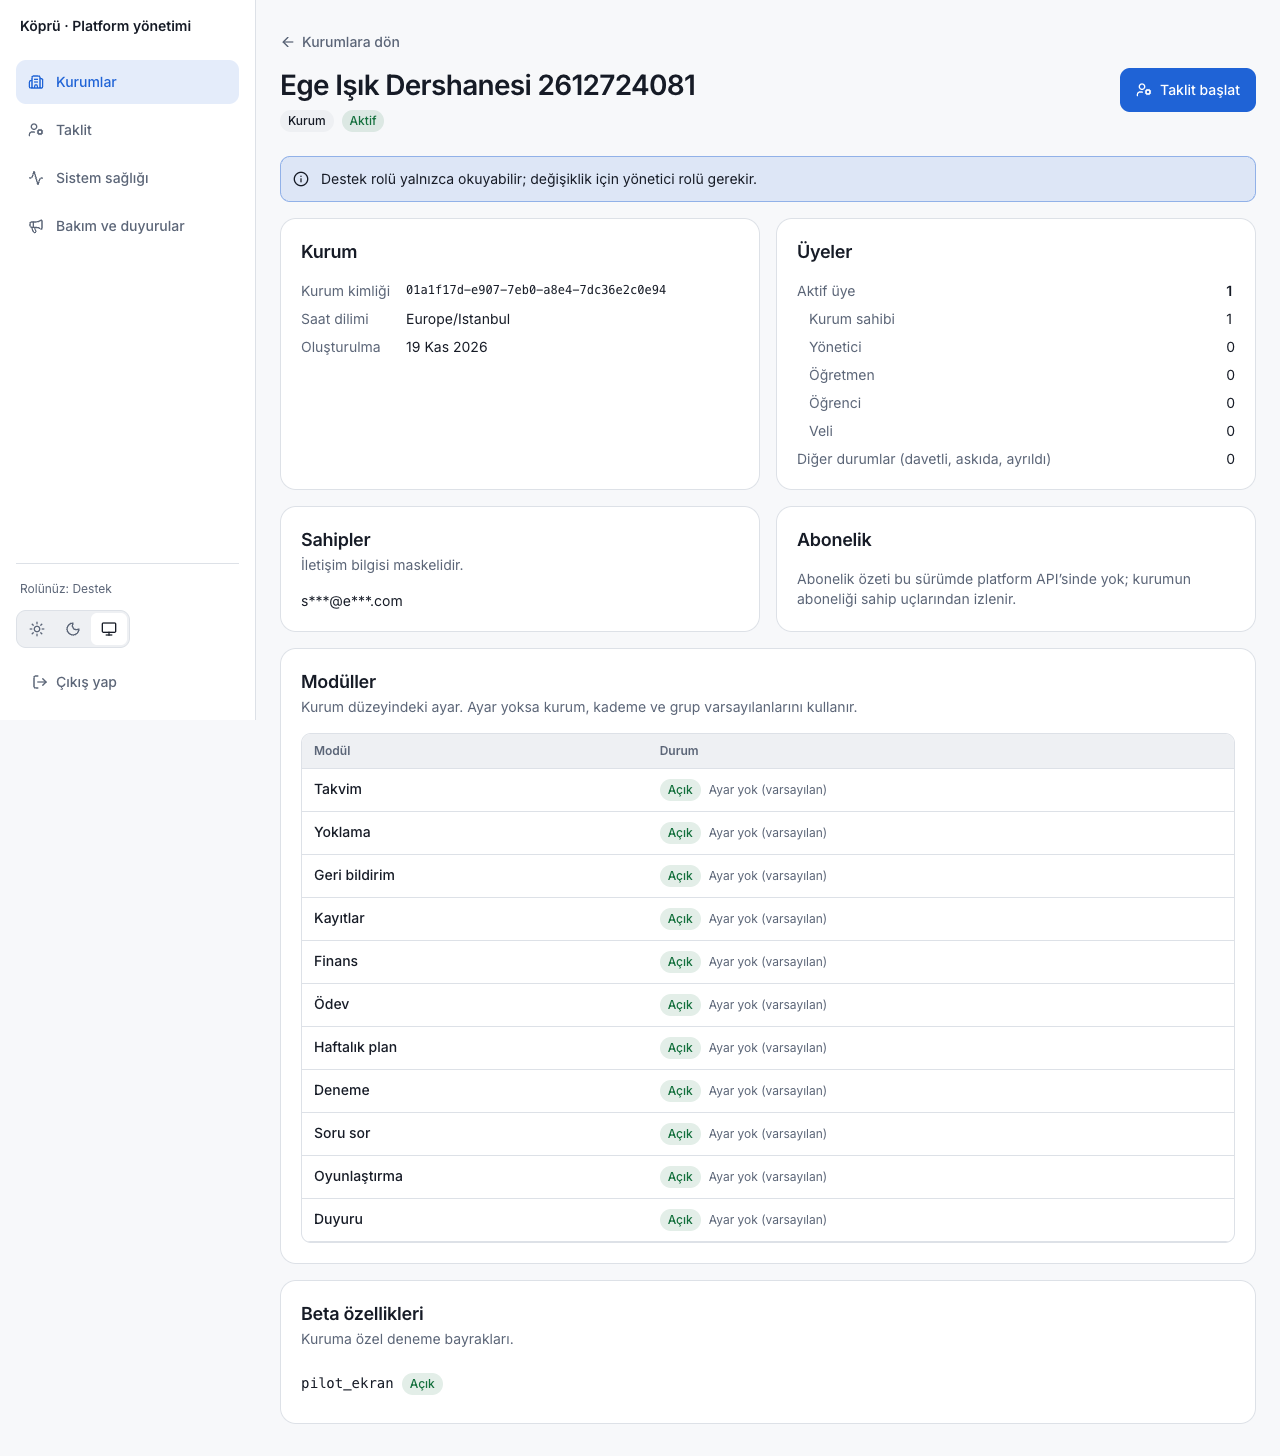 Köprü · Platform yönetimi
Kurumlar
Taklit
Sistem sağlığı
Bakım ve duyurular
Rolünüz: Destek
Çıkış yap
Kurumlara dön
Ege Işık Dershanesi 2612724081
Kurum Aktif
Taklit başlat
Destek rolü yalnızca okuyabilir; değişiklik için yönetici rolü gerekir.
Kurum
Kurum kimliği 01a1f17d-e907-7eb0-a8e4-7dc36e2c0e94
Saat dilimi Europe/Istanbul
Oluşturulma 19 Kas 2026
Üyeler
Aktif üye 1
Kurum sahibi 1
Yönetici 0
Öğretmen 0
Öğrenci 0
Veli 0
Diğer durumlar (davetli, askıda, ayrıldı) 0
Sahipler
İletişim bilgisi maskelidir.
s***@e***.com
Abonelik
Abonelik özeti bu sürümde platform API’sinde yok; kurumun
aboneliği sahip uçlarından izlenir.
Modüller
Kurum düzeyindeki ayar. Ayar yoksa kurum, kademe ve grup varsayılanlarını kullanır.
Modül Durum
Takvim Açık Ayar yok (varsayılan)
Yoklama Açık Ayar yok (varsayılan)
Geri bildirim Açık Ayar yok (varsayılan)
Kayıtlar Açık Ayar yok (varsayılan)
Finans Açık Ayar yok (varsayılan)
Ödev Açık Ayar yok (varsayılan)
Haftalık plan Açık Ayar yok (varsayılan)
Deneme Açık Ayar yok (varsayılan)
Soru sor Açık Ayar yok (varsayılan)
Oyunlaştırma Açık Ayar yok (varsayılan)
Duyuru Açık Ayar yok (varsayılan)
Beta özellikleri
Kuruma özel deneme bayrakları.
pilot_ekran Açık